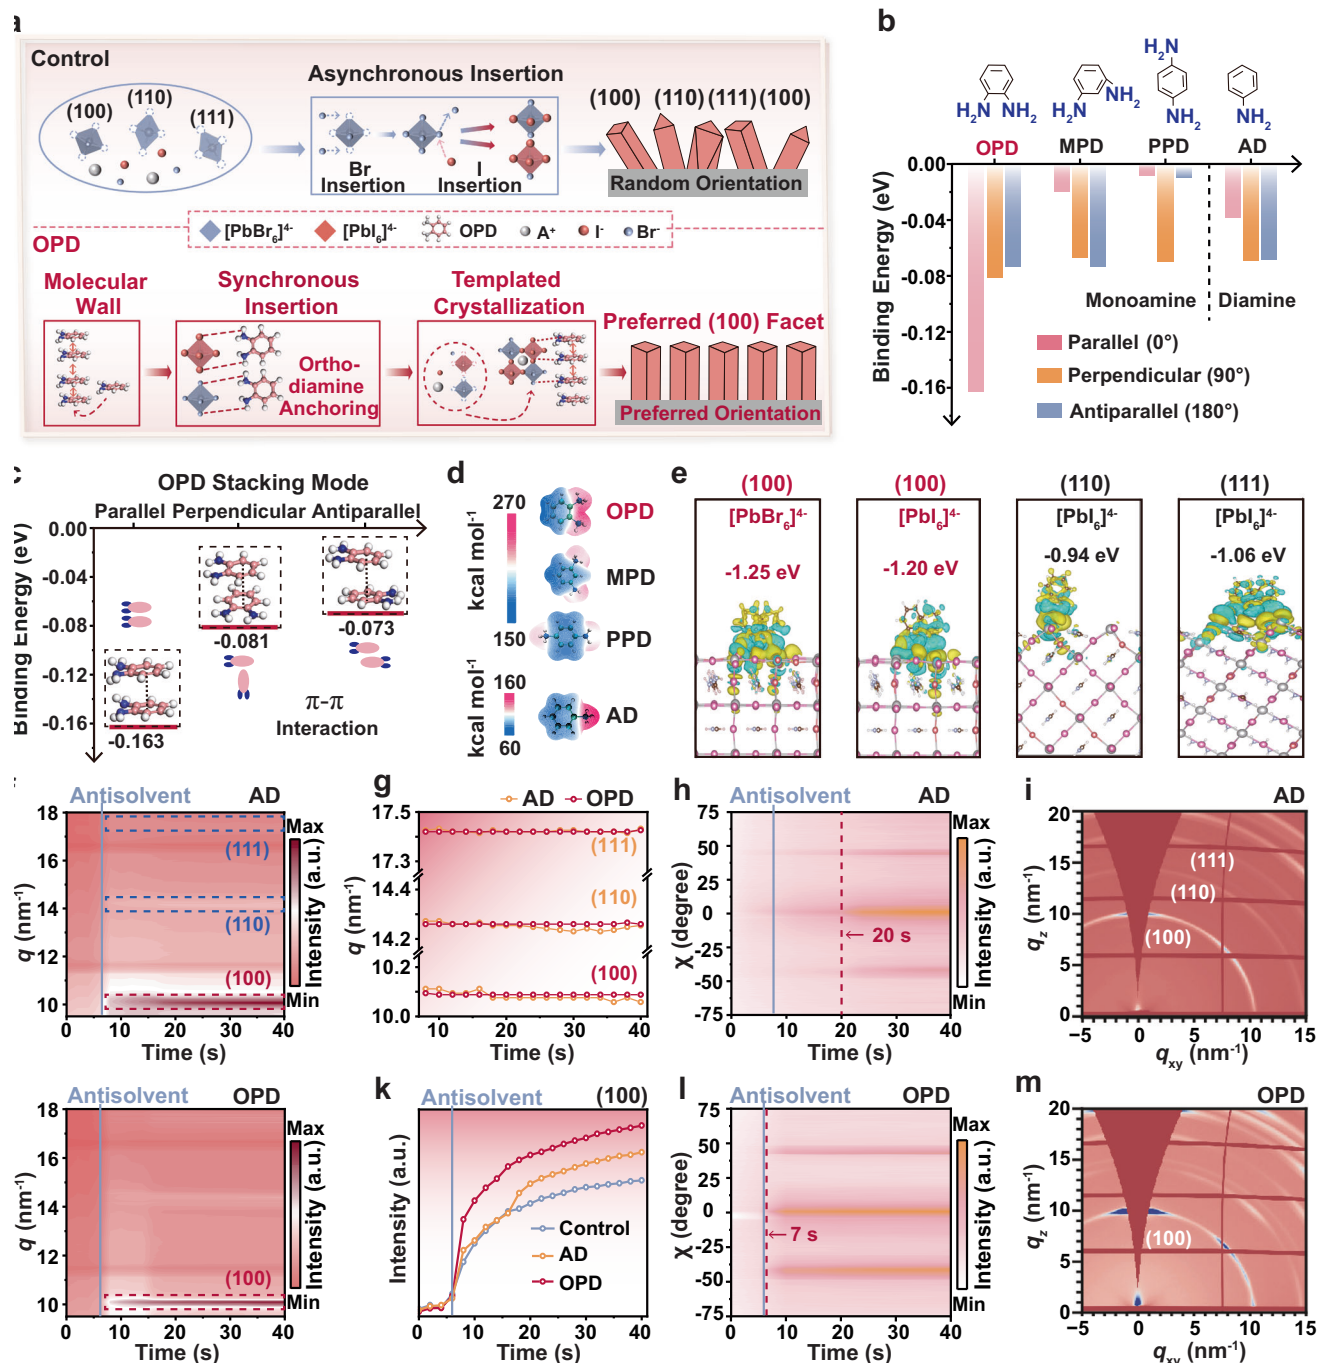 a
Control
(100)
(110)
(111)
Asynchronous Insertion
Br
Insertion
I
Insertion
(100)
(110)
(111)
(100)
Random Orientation
[PbBr6]4-
[PbI6]4-
OPD
A+
I-
Br-
OPD
Molecular
Wall
Synchronous
Insertion
Ortho-
diamine
Anchoring
Templated
Crystallization
Preferred (100) Facet
Preferred Orientation
b
H2N
H2N NH2
H2N
NH2
NH2
NH2
OPD
MPD
PPD
AD
Binding Energy (eV)
0.00
-0.04
-0.08
-0.12
-0.16
Monoamine
Diamine
Parallel (0°)
Perpendicular (90°)
Antiparallel (180°)
c
OPD Stacking Mode
Parallel Perpendicular Antiparallel
Binding Energy (eV)
0.00
-0.04
-0.08
-0.12
-0.16
-0.163
-0.081
-0.073
π-π
Interaction
d
kcal mol-1
270
150
kcal mol-1
160
60
OPD
MPD
PPD
AD
e
(100)
[PbBr6]4-
-1.25 eV
(100)
[PbI6]4-
-1.20 eV
(110)
[PbI6]4-
-0.94 eV
(111)
[PbI6]4-
-1.06 eV
Antisolvent
AD
q (nm-1)
18
16
14
12
10
(111)
(110)
(100)
Max
Intensity (a.u.)
Min
0
10
20
30
40
Time (s)
g
AD
OPD
q (nm-1)
17.5
17.3
14.4
14.2
10.2
10.0
(111)
(110)
(100)
10
20
30
40
Time (s)
h
Antisolvent
AD
χ (degree)
75
50
25
0
-25
-50
-75
20 s
Max
Intensity (a.u.)
Min
0
10
20
30
40
Time (s)
i
AD
qz (nm-1)
20
15
10
5
0
(111)
(110)
(100)
-5
0
5
10
15
qxy (nm-1)
Antisolvent
OPD
q (nm-1)
18
16
14
12
10
(100)
Max
Intensity (a.u.)
Min
0
10
20
30
40
Time (s)
k
Antisolvent
(100)
Intensity (a.u.)
Control
AD
OPD
0
10
20
30
40
Time (s)
l
Antisolvent
OPD
χ (degree)
75
50
25
0
-25
-50
-75
7 s
Max
Intensity (a.u.)
Min
0
10
20
30
40
Time (s)
m
OPD
qz (nm-1)
20
15
10
5
0
(100)
-5
0
5
10
15
qxy (nm-1)